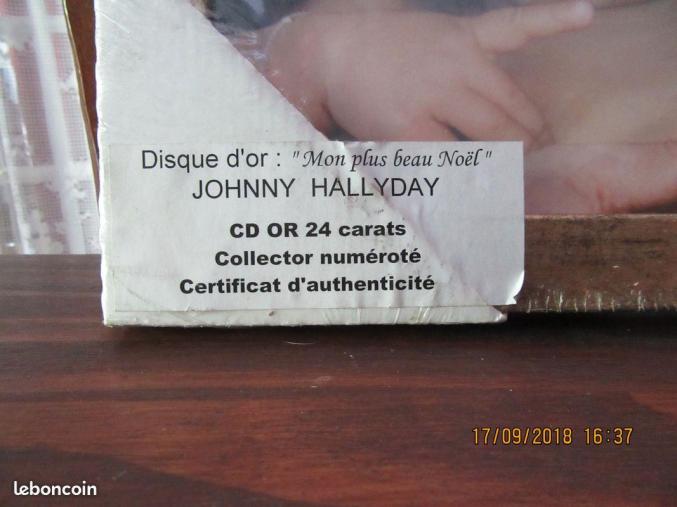 Disque d'or : " Mon plus beau Noël "
JOHNNY HALLYDAY
CD OR 24 carats
Collector numéroté
Certificat d'authenticité
17/09/2018 16:37
leboncoin